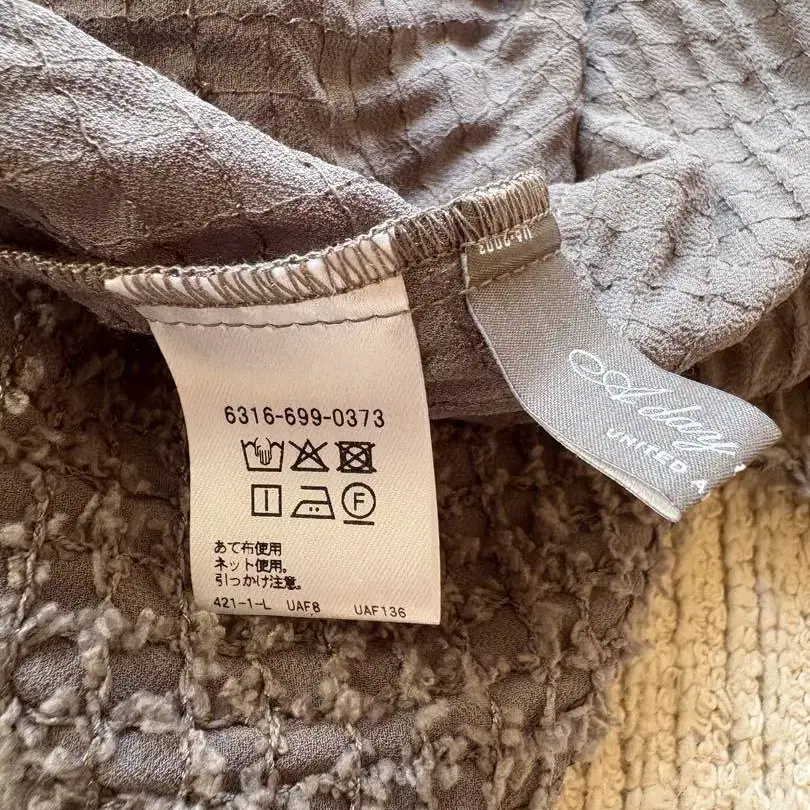 6316-699-0373
F
あて布使用
ネット使用。
引っかけ注意。
421-1-L UAF8 UAF136
UNITED A